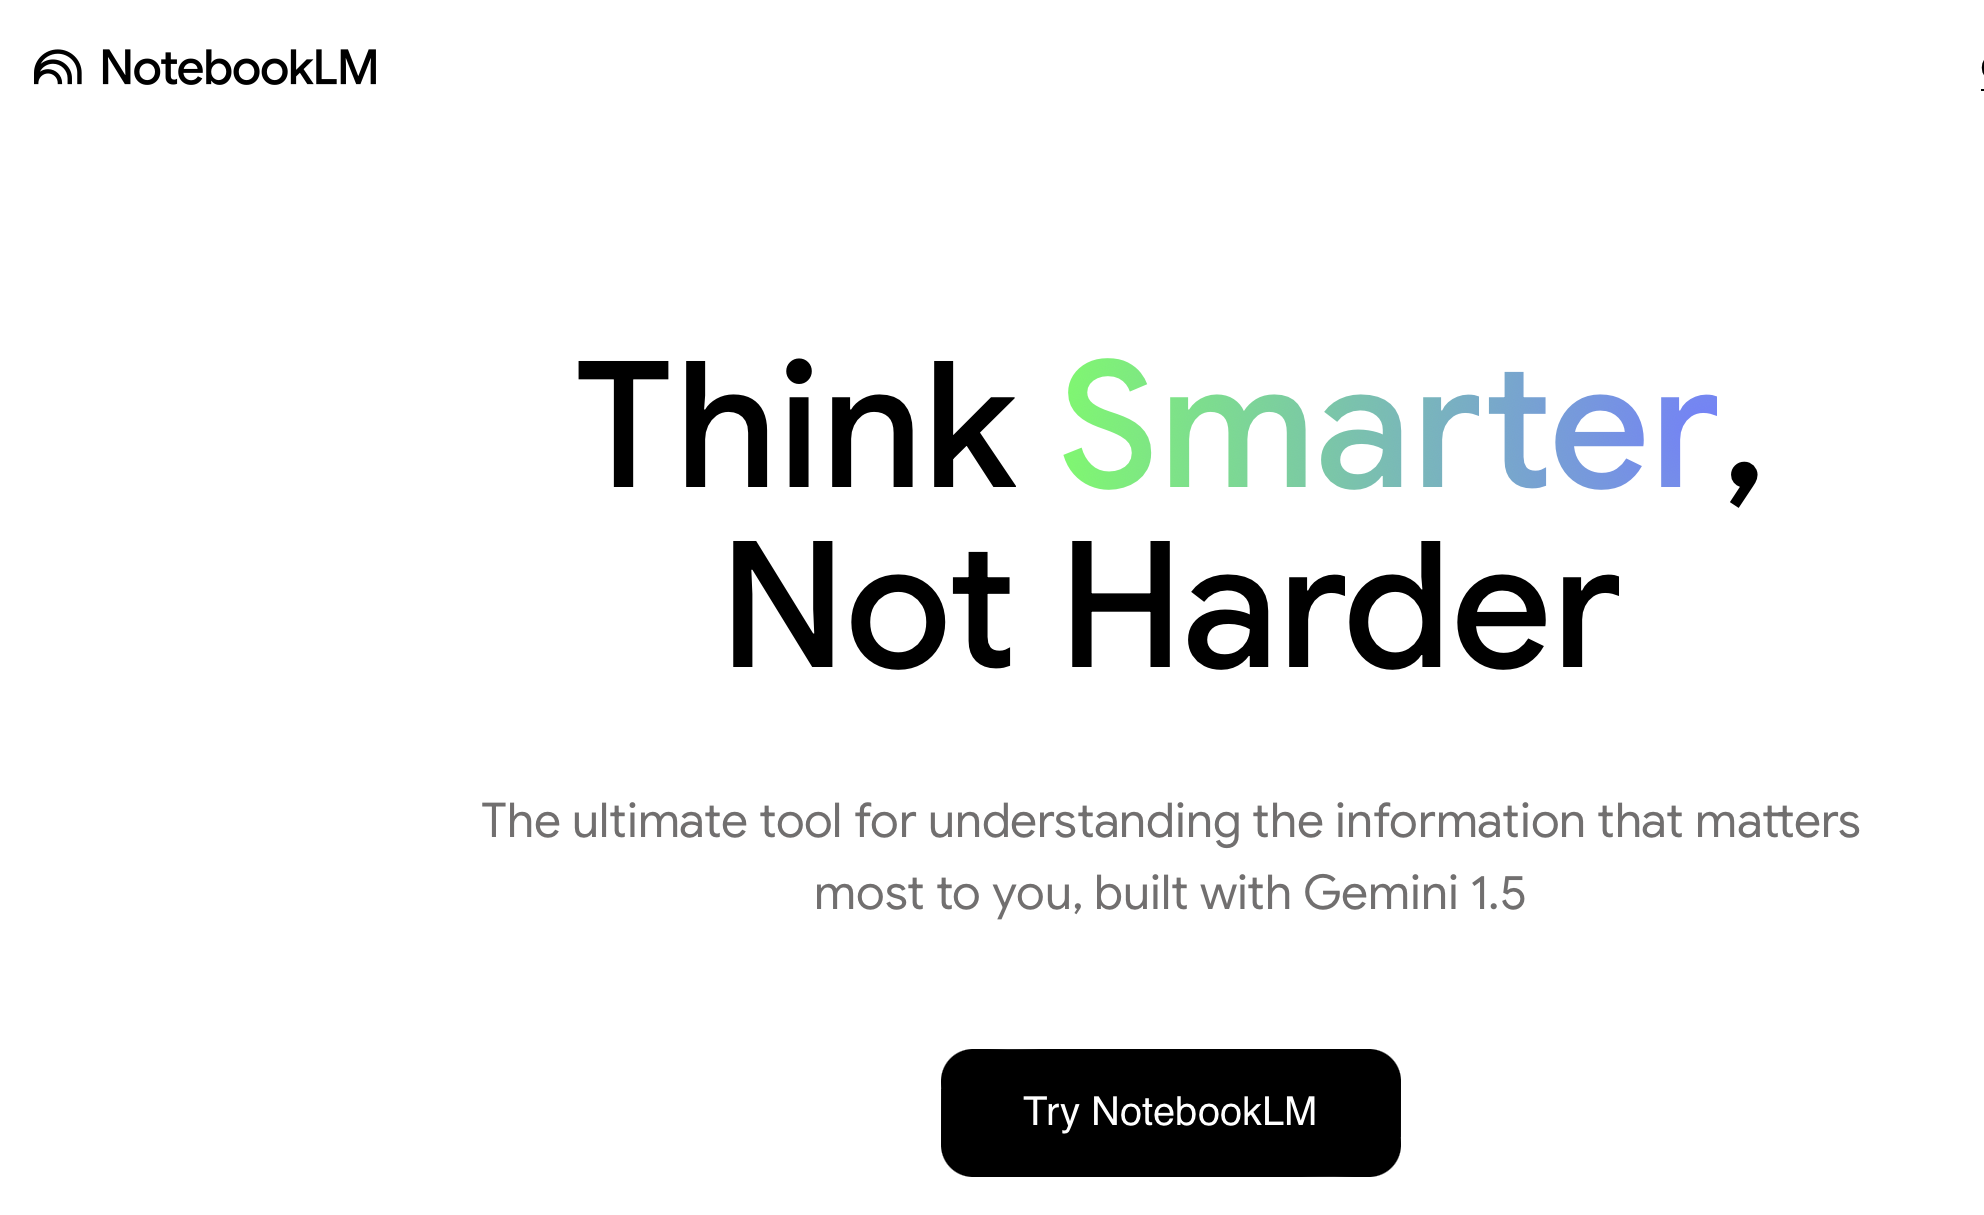 NotebookLM
Think Smarter,
Not Harder
The ultimate tool for understanding the information that matters
most to you, built with Gemini 1.5
Try NotebookLM